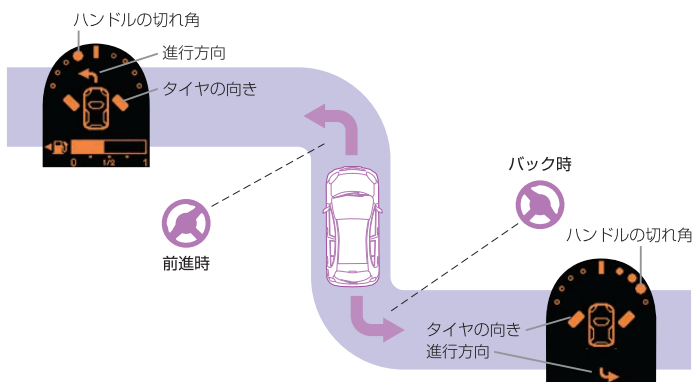 ハンドルの切れ角
進行方向
タイヤの向き
0 1/2 1
前進時
バック時
ハンドルの切れ角
タイヤの向き
進行方向